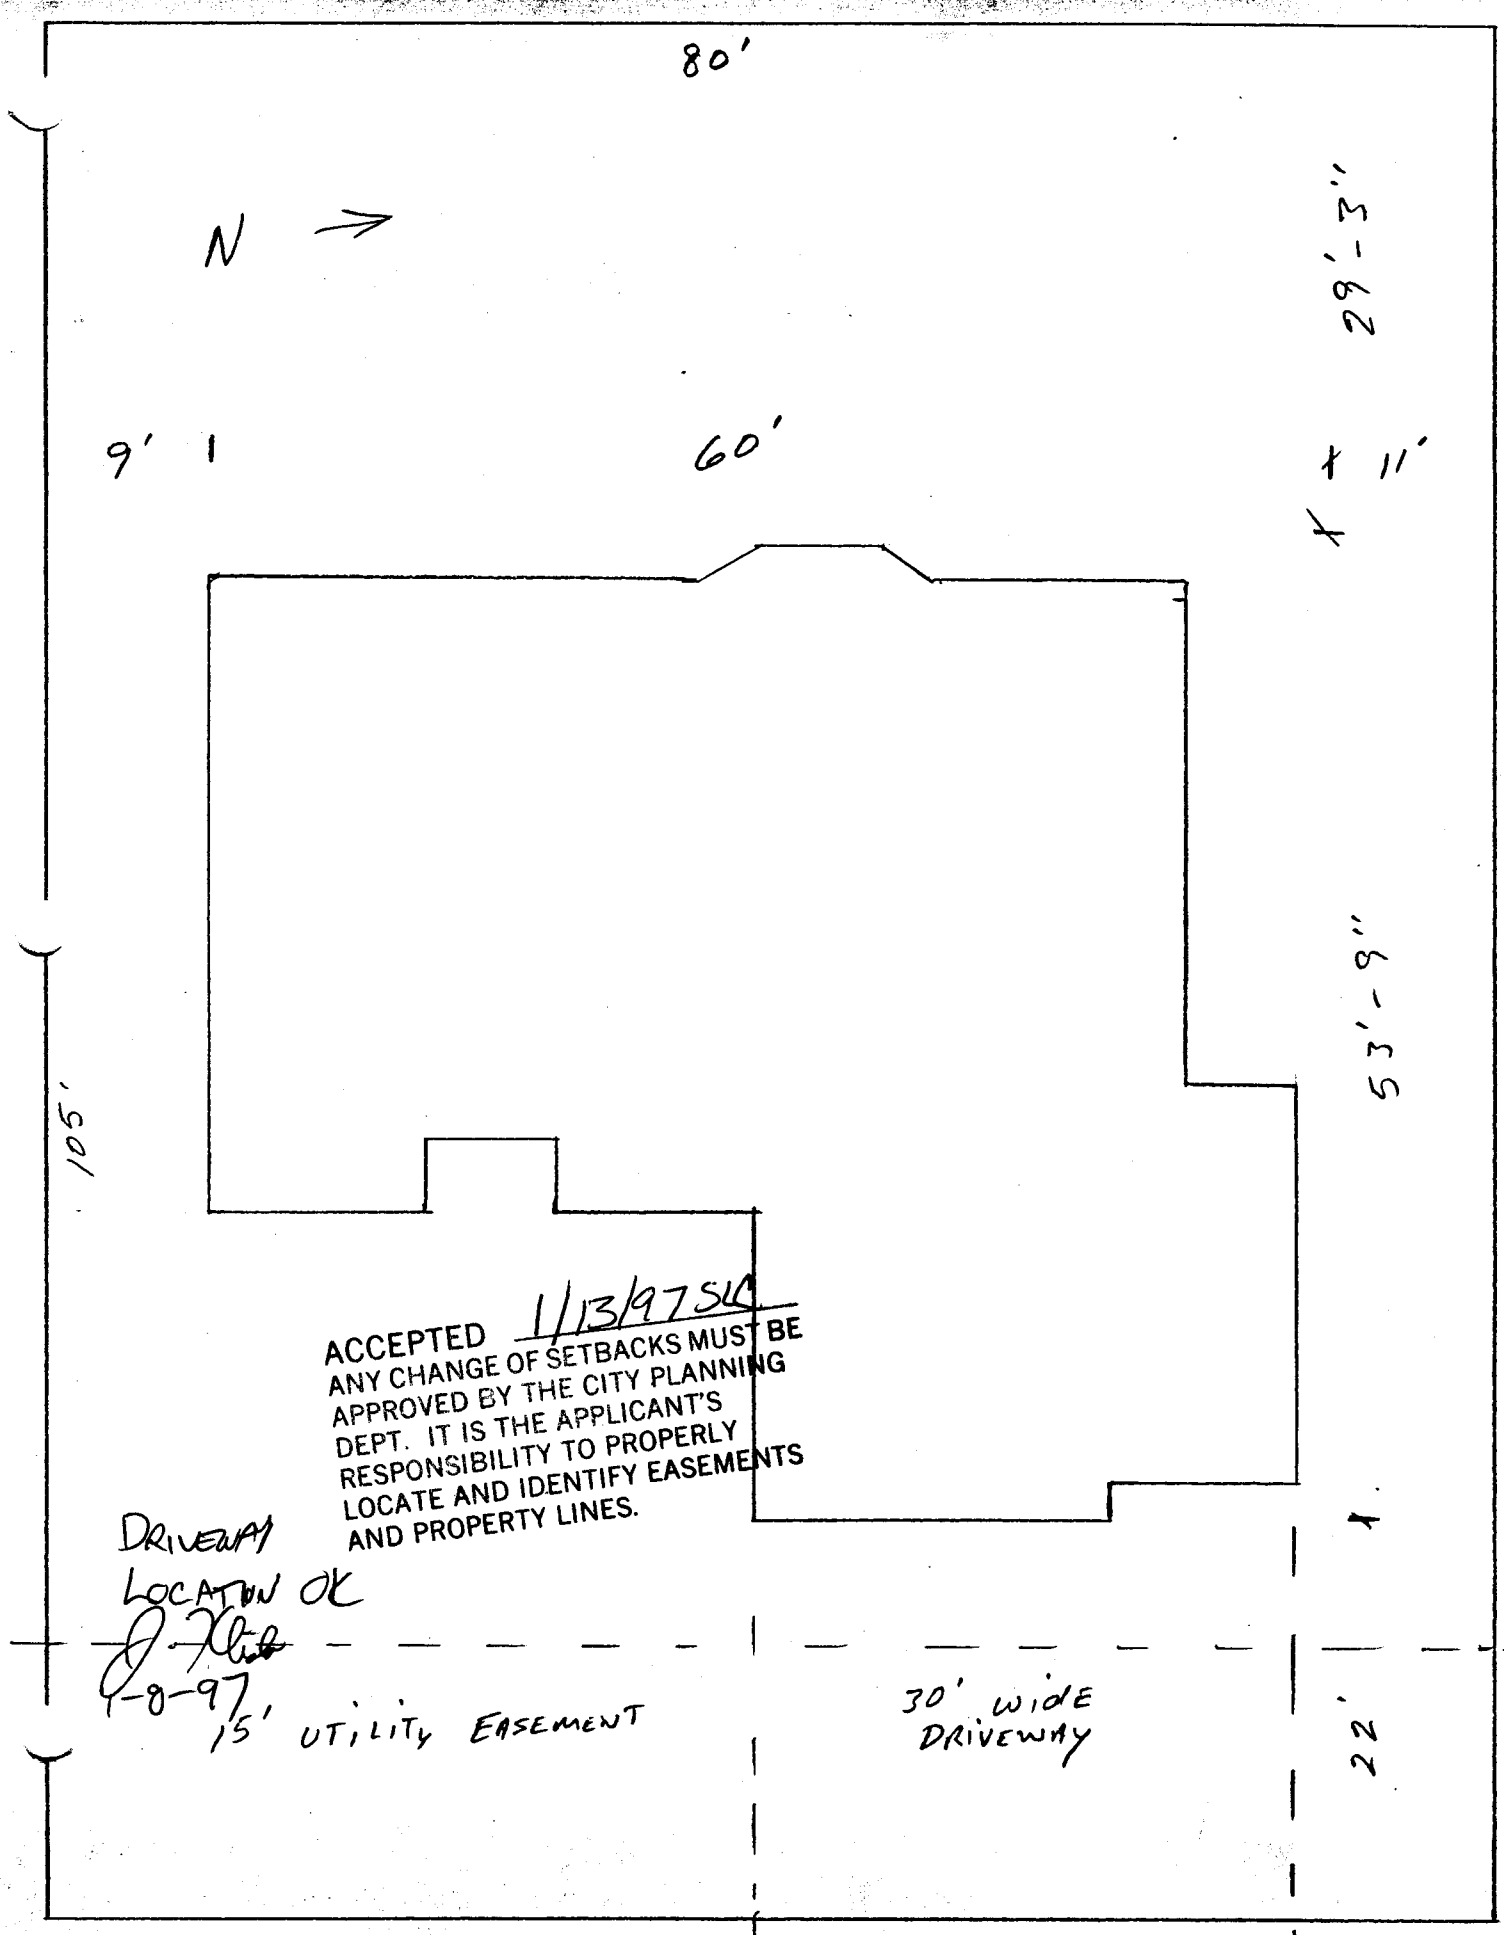 80'
N
29'-3"
9'
60'
11'
53'-9"
105'
ACCEPTED 1/13/97 SLC
ANY CHANGE OF SETBACKS MUST BE
APPROVED BY THE CITY PLANNING
DEPT. IT IS THE APPLICANT'S
RESPONSIBILITY TO PROPERLY
LOCATE AND IDENTIFY EASEMENTS
AND PROPERTY LINES.
DRIVEWAY
LOCATION OK
1-8-97
15' UTILITY EASEMENT
30' WIDE
DRIVEWAY
22'